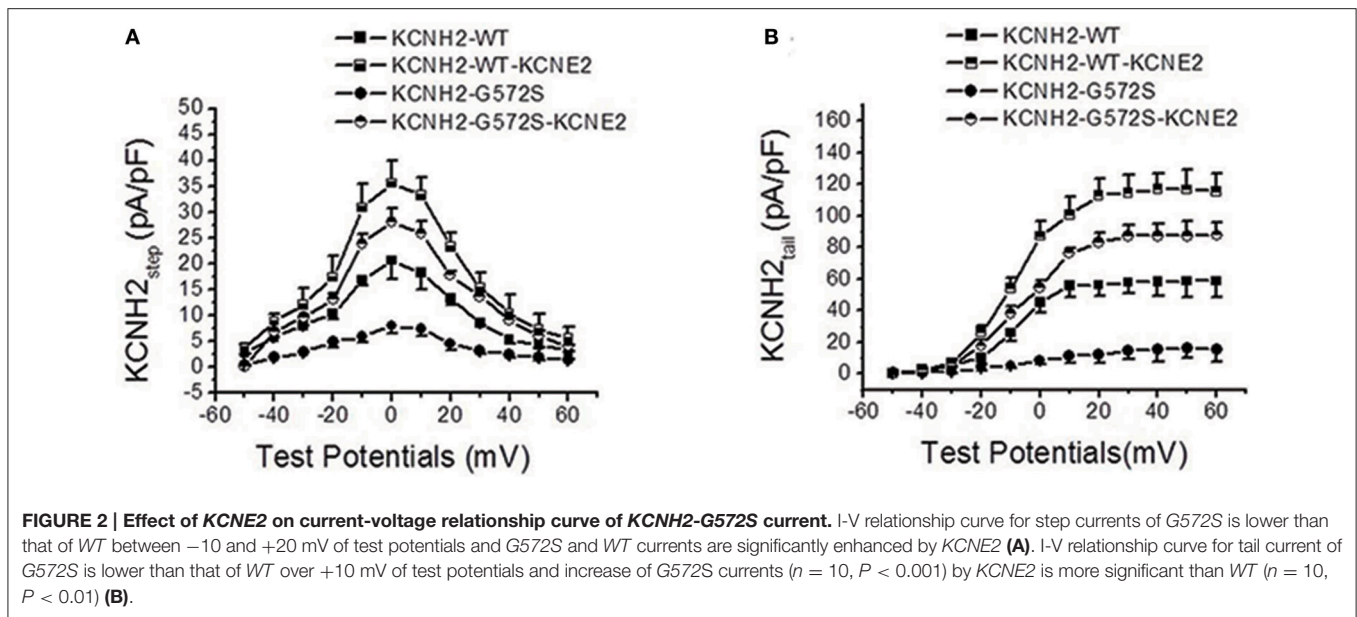 A
KCNH2-WT
KCNH2-WT-KCNE2
KCNH2-G572S
KCNH2-G572S-KCNE2
50
45
40
35
30
25
20
15
10
5
0
-5
KCNH2step (pA/pF)
-60 -40 -20 0 20 40 60
Test Potentials (mV)
B
KCNH2-WT
KCNH2-WT-KCNE2
KCNH2-G572S
KCNH2-G572S-KCNE2
160
140
120
100
80
60
40
20
0
KCNH2tail (pA/pF)
-60 -40 -20 0 20 40 60
Test Potentials(mV)
FIGURE 2 | Effect of KCNE2 on current-voltage relationship curve of KCNH2-G572S current. I-V relationship curve for step currents of G572S is lower than
that of WT between −10 and +20 mV of test potentials and G572S and WT currents are significantly enhanced by KCNE2 (A). I-V relationship curve for tail current of
G572S is lower than that of WT over +10 mV of test potentials and increase of G572S currents (n = 10, P < 0.001) by KCNE2 is more significant than WT (n = 10,
P < 0.01) (B).